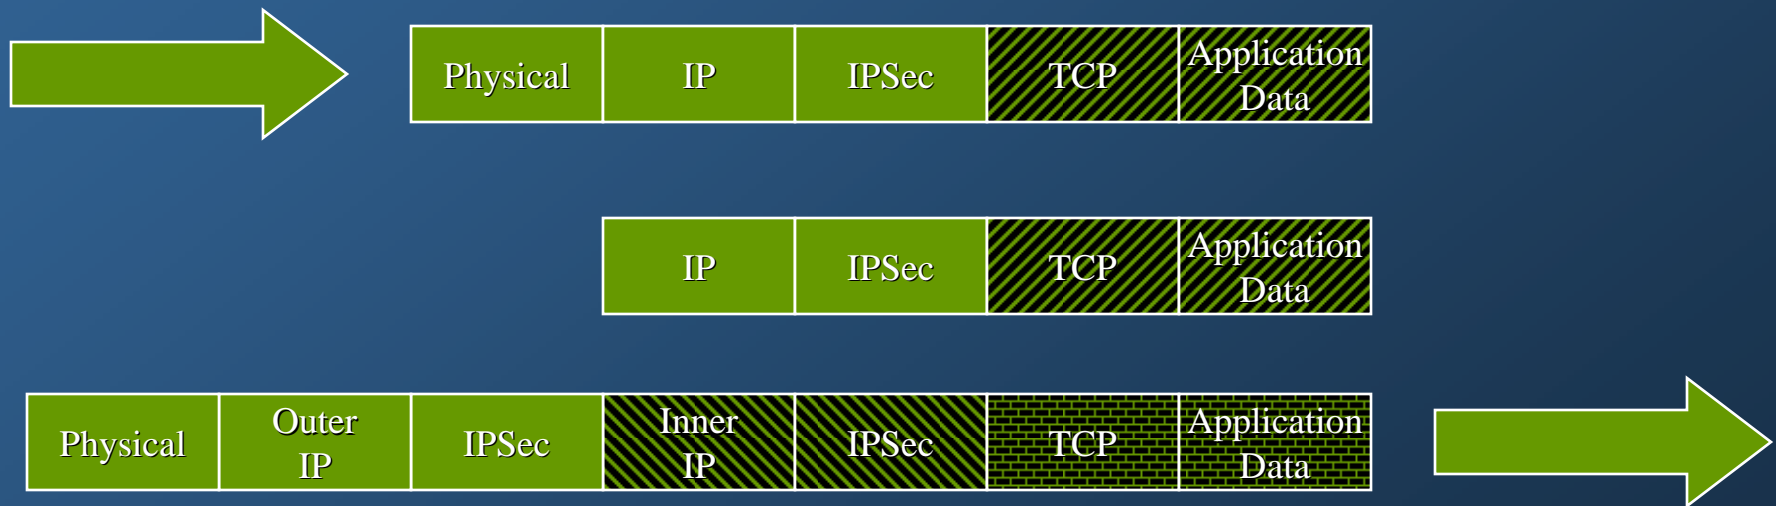 Physical IP IPSec TCP Application
Data
IP IPSec TCP Application
Data
Physical Outer
IP IPSec Inner
IP IPSec TCP Application
Data